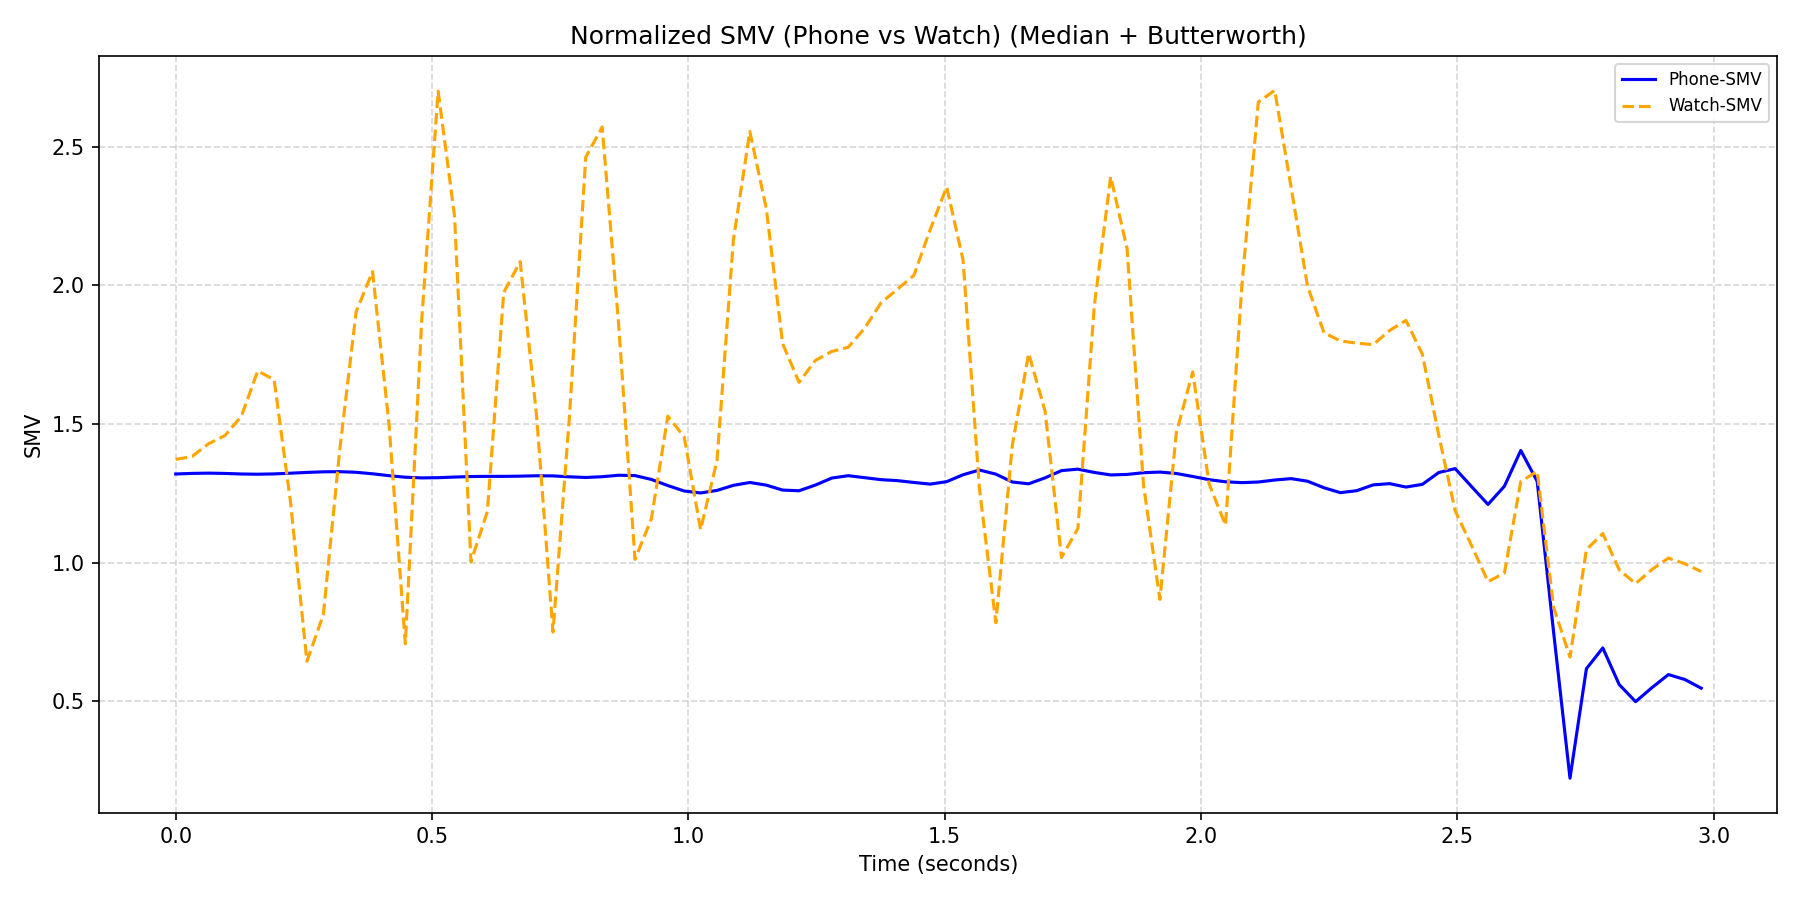 Normalized SMV (Phone vs Watch) (Median + Butterworth)
Phone-SMV
Watch-SMV
SMV
2.5
2.0
1.5
1.0
0.5
0.0 0.5 1.0 1.5 2.0 2.5 3.0
Time (seconds)